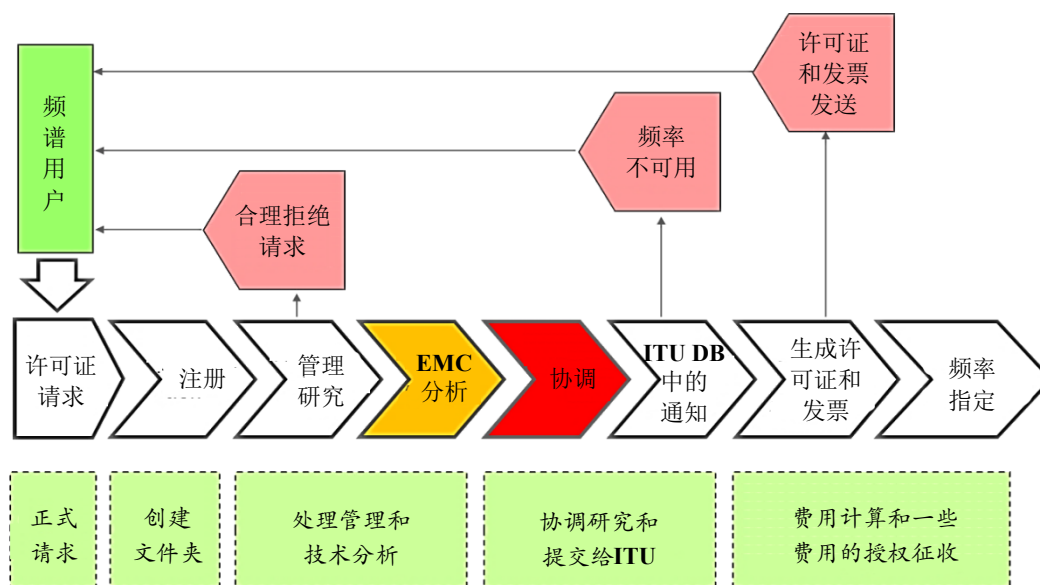 频
谱
用
户
许可证
和发票
发送
频率
不可用
合理拒绝
请求
许可证
请求
注册
管理
研究
EMC
分析
协调
ITU DB
中的
通知
生成许
可证和
发票
频率
指定
正式
请求
创建
文件夹
处理管理和
技术分析
协调研究和
提交给ITU
费用计算和一些
费用的授权征收